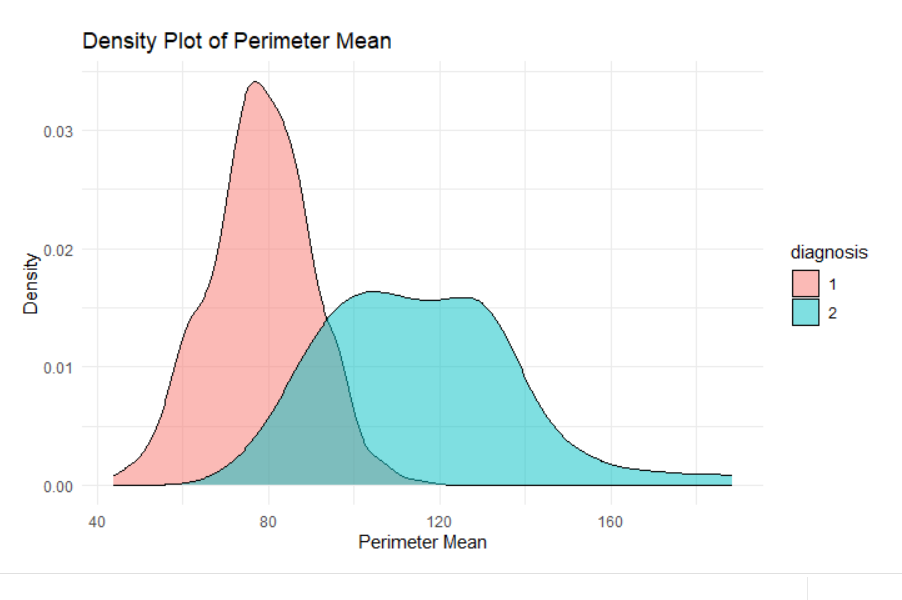 Density Plot of Perimeter Mean
0.03
0.02
0.01
0.00
Density
40 80 120 160
Perimeter Mean
diagnosis
1
2